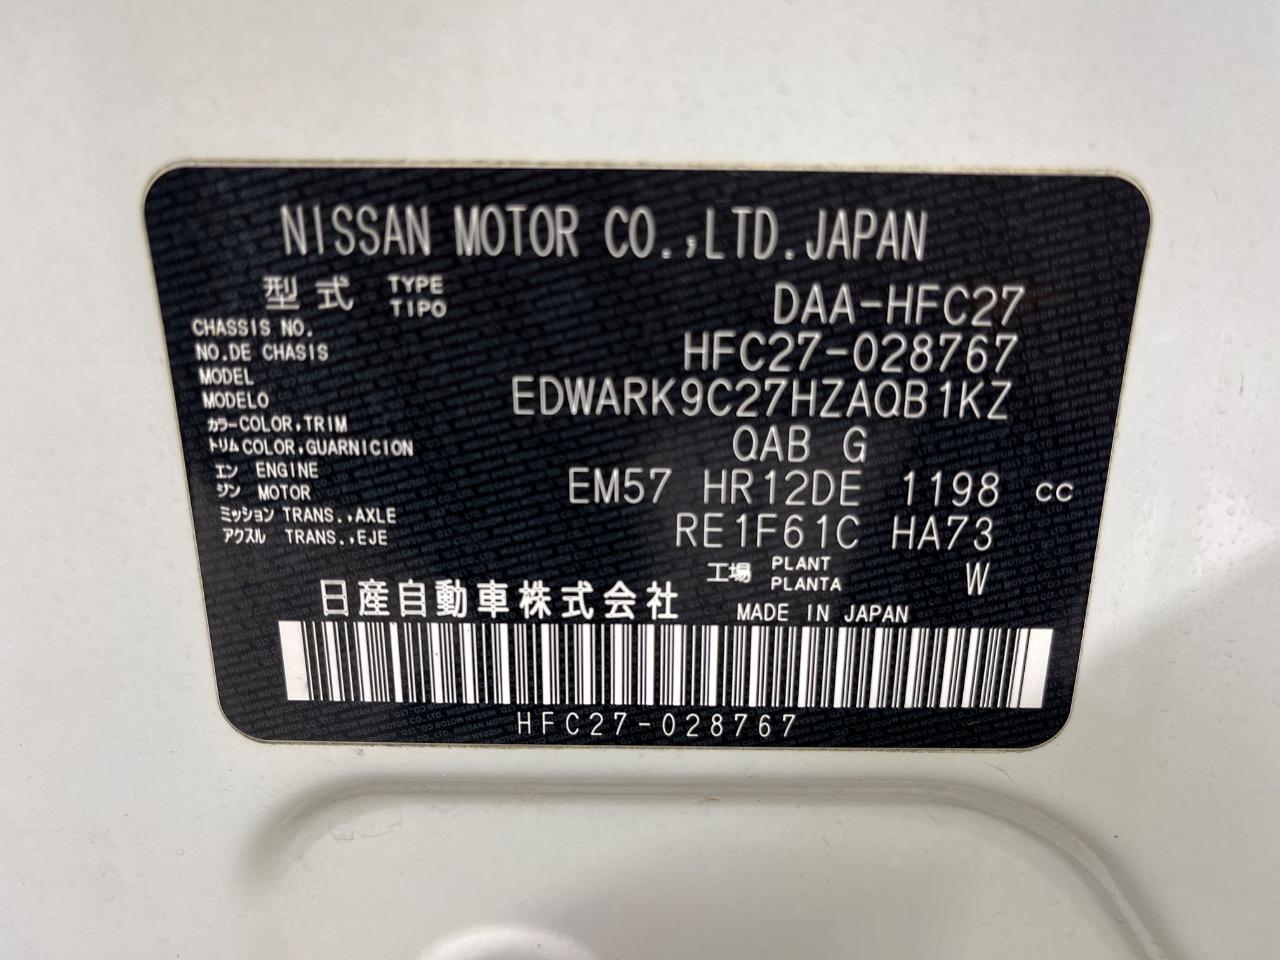 NISSAN MOTOR CO.,LTD.JAPAN
型式 TYPE TIPO DAA-HFC27
CHASSIS NO.
NO.DE CHASIS HFC27-028767
MODEL
MODELO EDWARK9C27HZAQB1KZ
カラー COLOR,TRIM
トリム COLOR,GUARNICION QAB G
エン ENGINE
ジン MOTOR EM57 HR12DE 1198 cc
ミッション TRANS.,AXLE
アクスル TRANS.,EJE RE1F61C HA73
工場 PLANT PLANTA W
日産自動車株式会社 MADE IN JAPAN
HFC27-028767